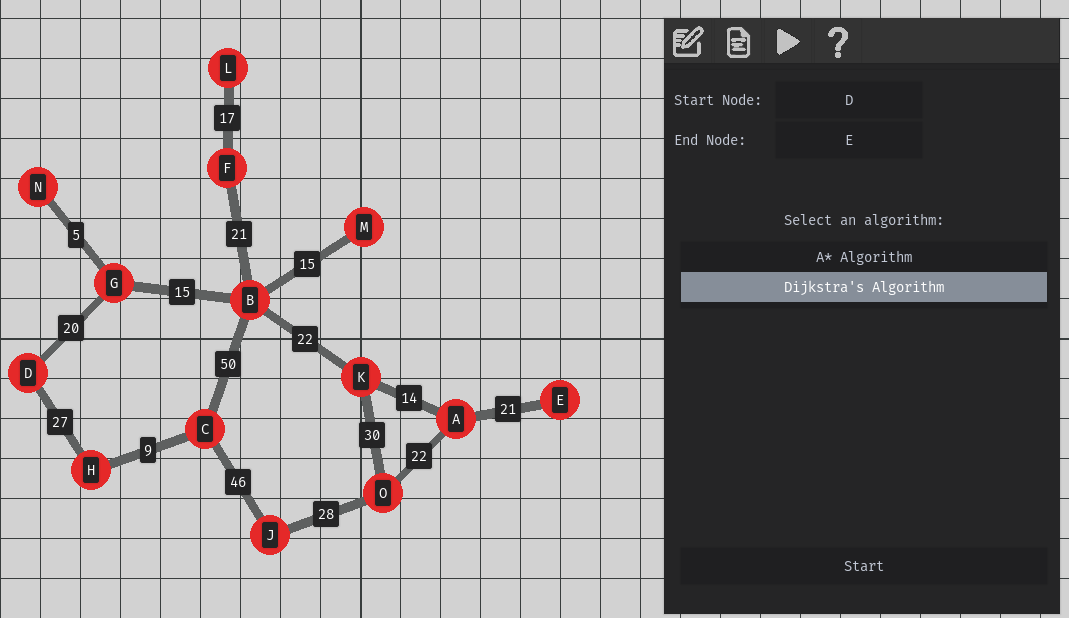 L
17
F
N
5
21
M
15
G
15
B
20
22
50
D
K
14
E
27
C
30
A
21
9
22
H
46
O
28
J
?
Start Node: D
End Node: E
Select an algorithm:
A* Algorithm
Dijkstra's Algorithm
Start